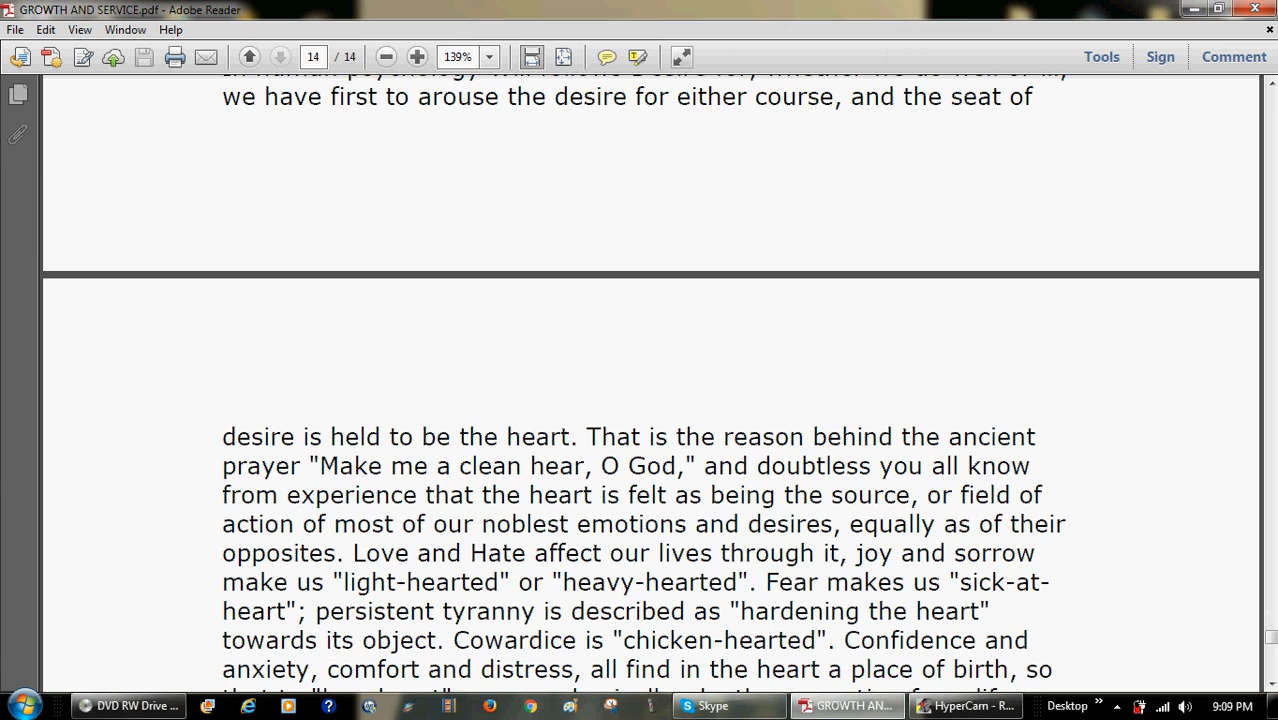 GROWTH AND SERVICE.pdf - Adobe Reader
File Edit View Window Help
14 / 14 139% Tools Sign Comment
we have first to arouse the desire for either course, and the seat of
desire is held to be the heart. That is the reason behind the ancient
prayer "Make me a clean hear, O God," and doubtless you all know
from experience that the heart is felt as being the source, or field of
action of most of our noblest emotions and desires, equally as of their
opposites. Love and Hate affect our lives through it, joy and sorrow
make us "light-hearted" or "heavy-hearted". Fear makes us "sick-at-
heart"; persistent tyranny is described as "hardening the heart"
towards its object. Cowardice is "chicken-hearted". Confidence and
anxiety, comfort and distress, all find in the heart a place of birth, so
DVD RW Drive ... Skype GROWTH AN... HyperCam - R... Desktop 9:09 PM